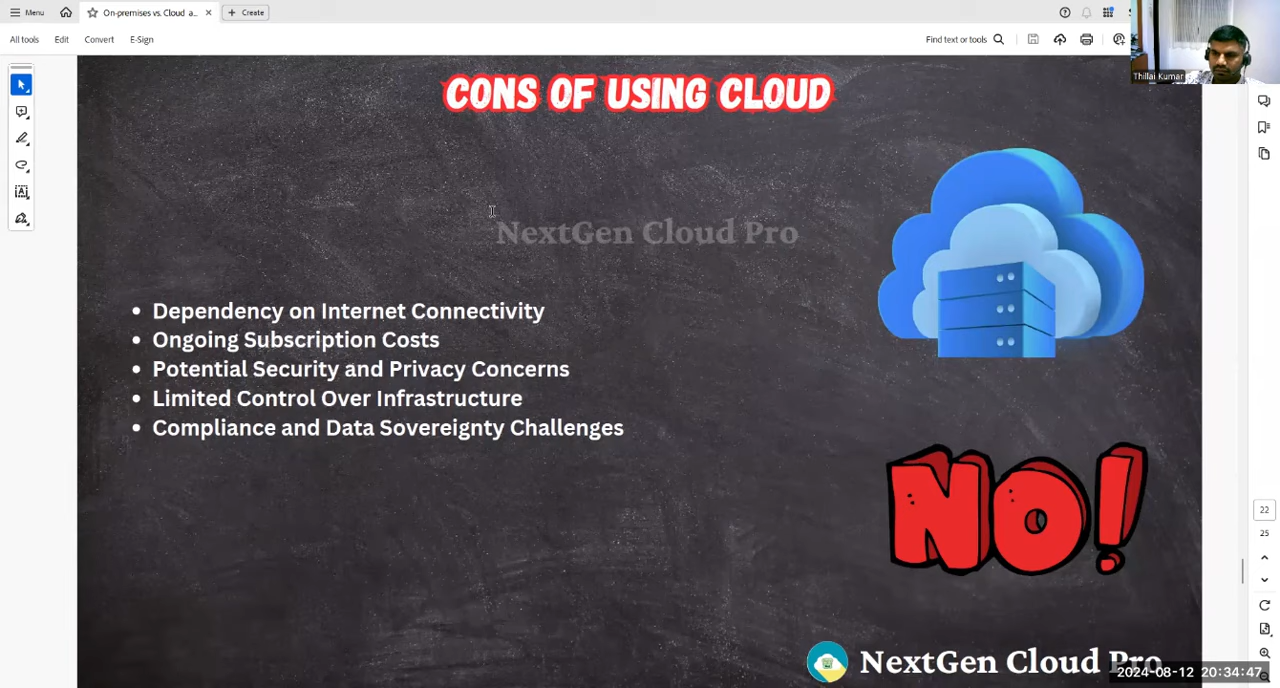 Menu
On-premises vs. Cloud a...
Create
All tools
Edit
Convert
E-Sign
Find text or tools
Thillai Kumar
CONS OF USING CLOUD
NextGen Cloud Pro
• Dependency on Internet Connectivity
• Ongoing Subscription Costs
• Potential Security and Privacy Concerns
• Limited Control Over Infrastructure
• Compliance and Data Sovereignty Challenges
NO!
22
25
NextGen Cloud Pro
2024-08-12 20:34:47